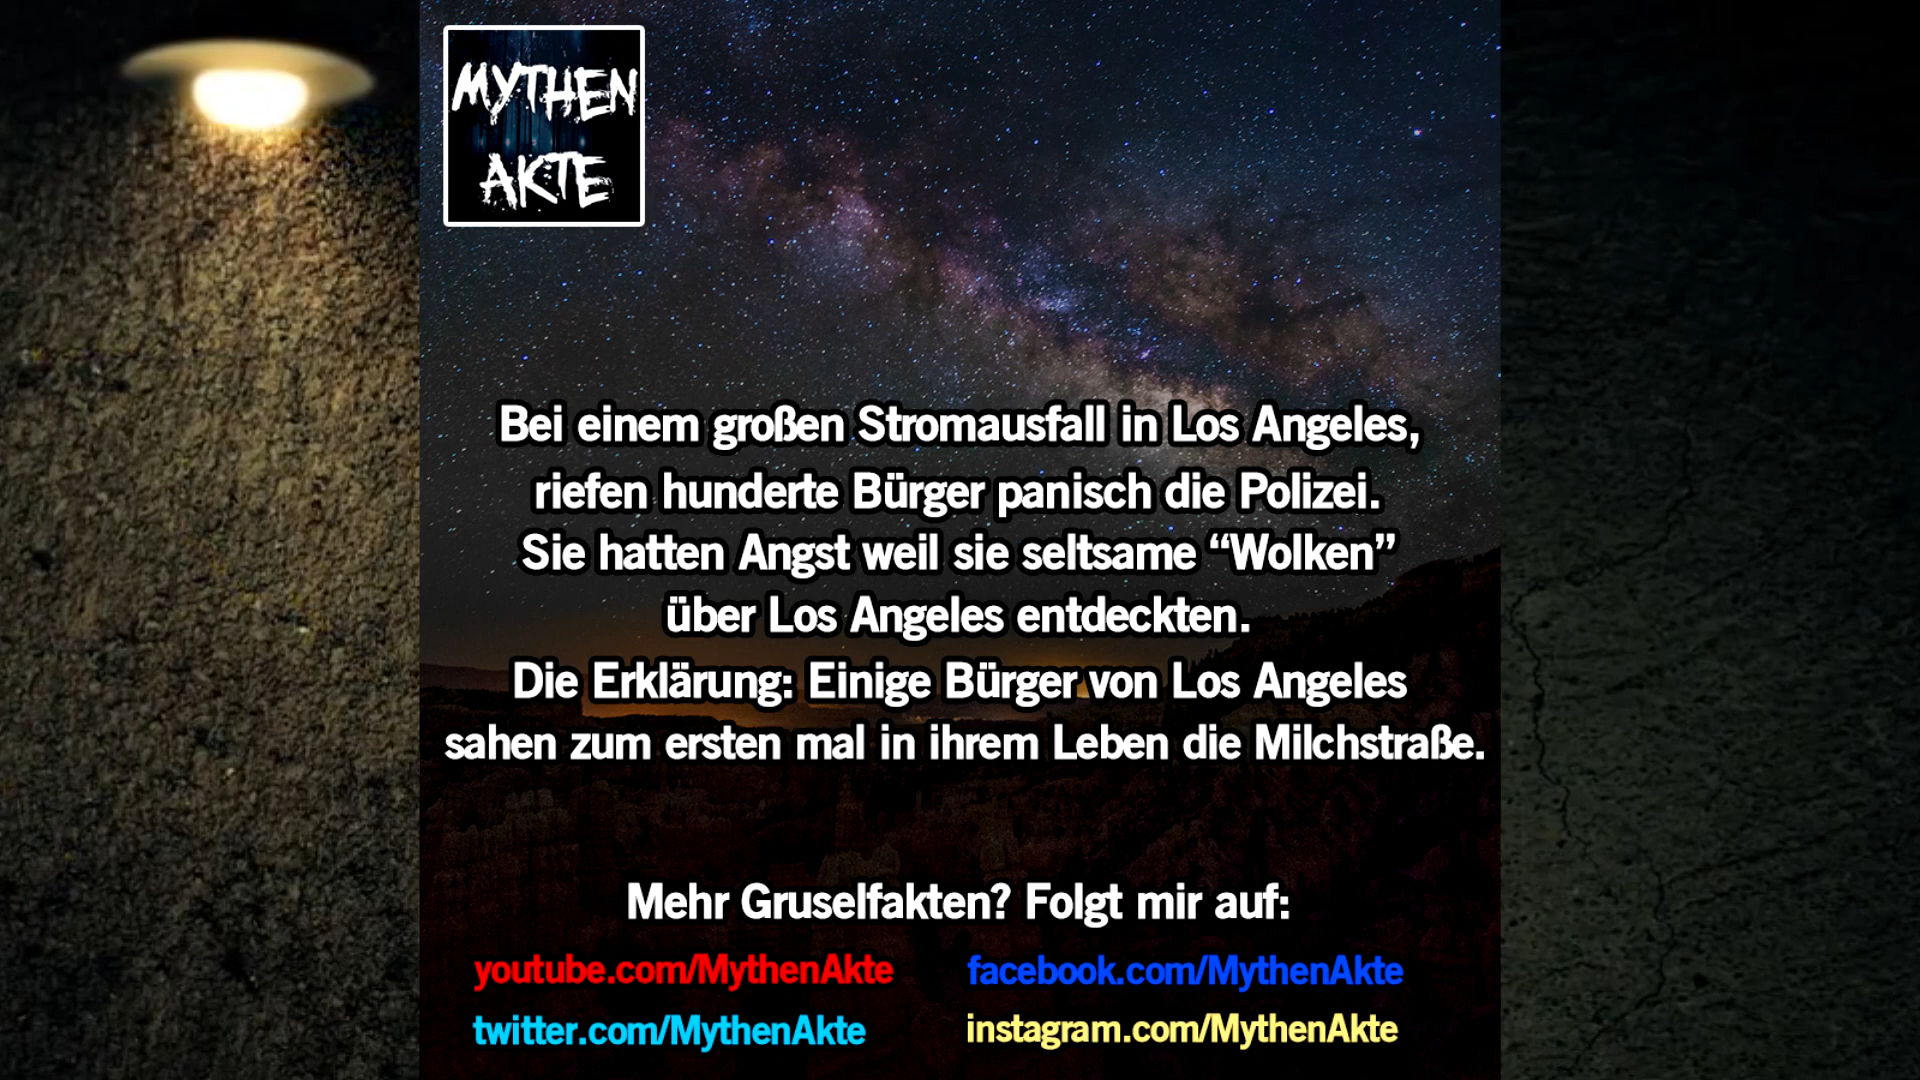 MYTHEN
AKTE
Bei einem großen Stromausfall in Los Angeles,
riefen hunderte Bürger panisch die Polizei.
Sie hatten Angst weil sie seltsame “Wolken”
über Los Angeles entdeckten.
Die Erklärung: Einige Bürger von Los Angeles
sahen zum ersten mal in ihrem Leben die Milchstraße.
Mehr Gruselfakten? Folgt mir auf:
youtube.com/MythenAkte facebook.com/MythenAkte
twitter.com/MythenAkte instagram.com/MythenAkte